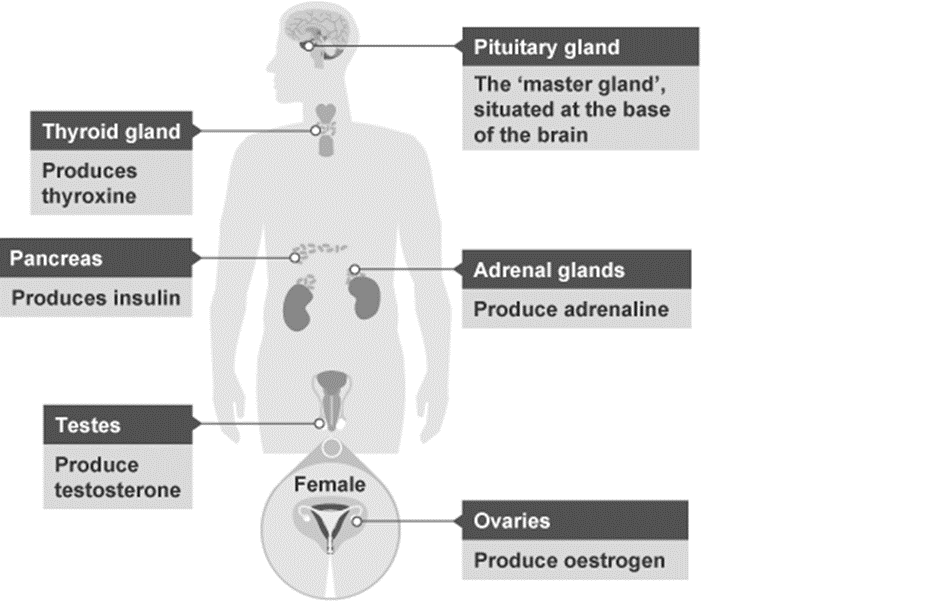 Pituitary gland
The ‘master gland’,
situated at the base
of the brain
Thyroid gland
Produces
thyroxine
Pancreas
Produces insulin
Adrenal glands
Produce adrenaline
Testes
Produce
testosterone
Female
Ovaries
Produce oestrogen